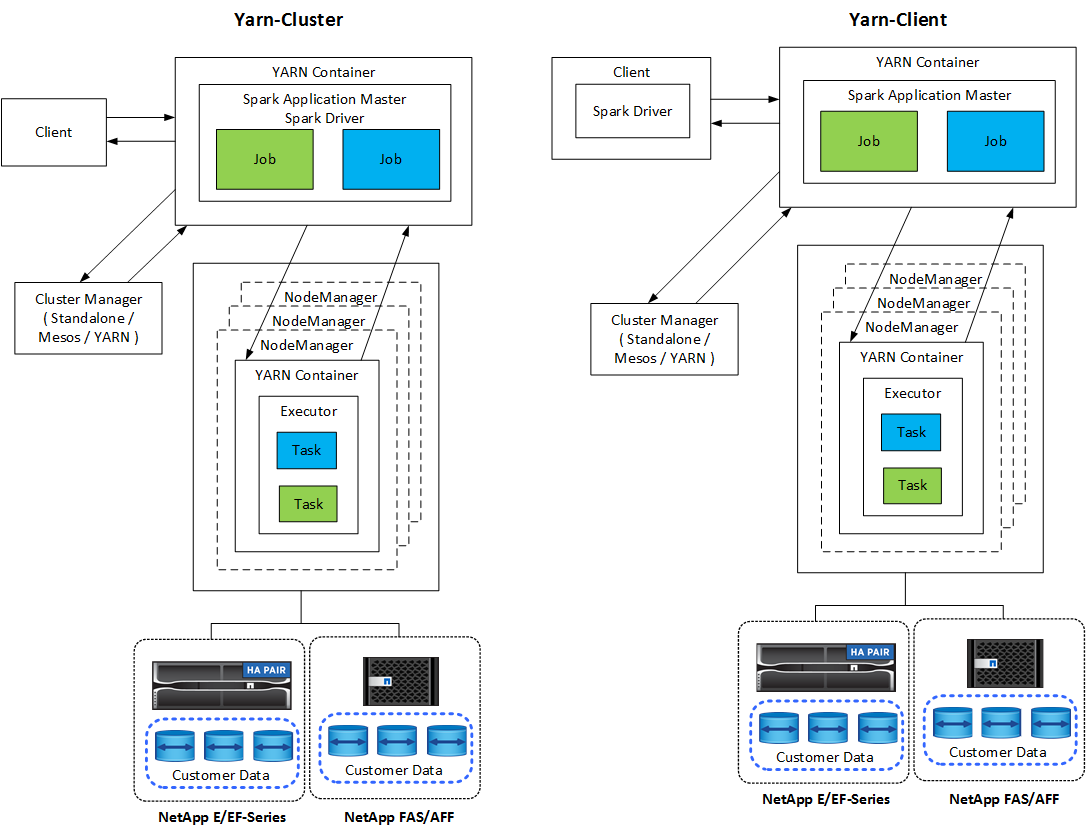 Yarn-Cluster
Client
YARN Container
Spark Application Master
Spark Driver
Job
Job
Cluster Manager
( Standalone /
Mesos / YARN )
NodeManager
NodeManager
NodeManager
YARN Container
Executor
Task
Task
HA PAIR
Customer Data
NetApp E/EF-Series
Customer Data
NetApp FAS/AFF
Yarn-Client
Client
Spark Driver
YARN Container
Spark Application Master
Job
Job
Cluster Manager
( Standalone /
Mesos / YARN )
NodeManager
NodeManager
NodeManager
YARN Container
Executor
Task
Task
HA PAIR
Customer Data
NetApp E/EF-Series
Customer Data
NetApp FAS/AFF